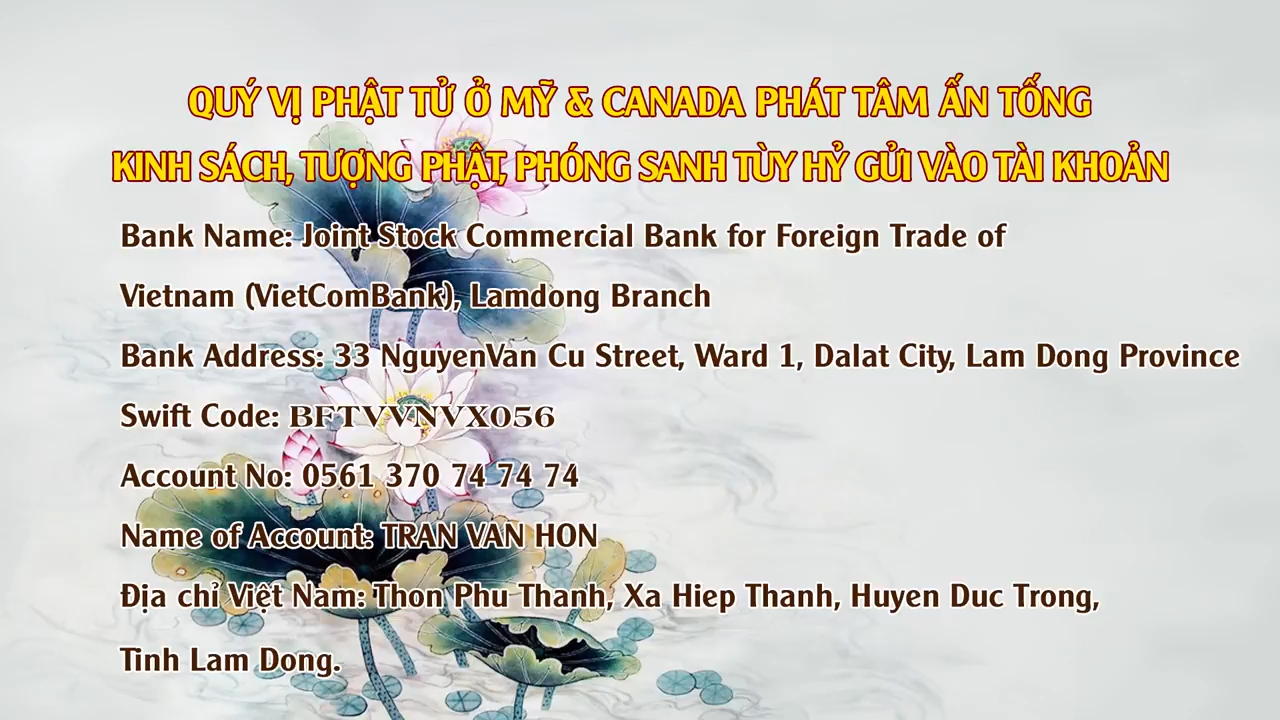 QUÝ VỊ PHẬT TỬ Ở MỸ & CANADA PHÁT TÂM ẤN TỐNG
KINH SÁCH, TƯỢNG PHẬT, PHÓNG SANH TÙY HỶ GỬI VÀO TÀI KHOẢN
Bank Name: Joint Stock Commercial Bank for Foreign Trade of
Vietnam (VietComBank), Lamdong Branch
Bank Address: 33 NguyenVan Cu Street, Ward 1, Dalat City, Lam Dong Province
Swift Code: BFTVVNVX056
Account No: 0561 370 74 74 74
Name of Account: TRAN VAN HON
Địa chỉ Việt Nam: Thon Phu Thanh, Xa Hiep Thanh, Huyen Duc Trong,
Tinh Lam Dong.